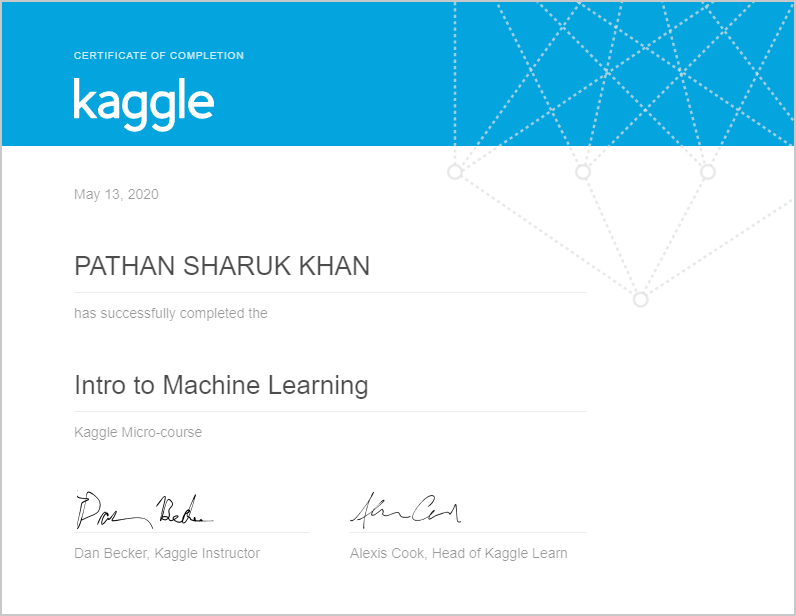 CERTIFICATE OF COMPLETION
kaggle
May 13, 2020
PATHAN SHARUK KHAN
has successfully completed the
Intro to Machine Learning
Kaggle Micro-course
Dan Becker
Alexis Cook
Dan Becker, Kaggle Instructor
Alexis Cook, Head of Kaggle Learn